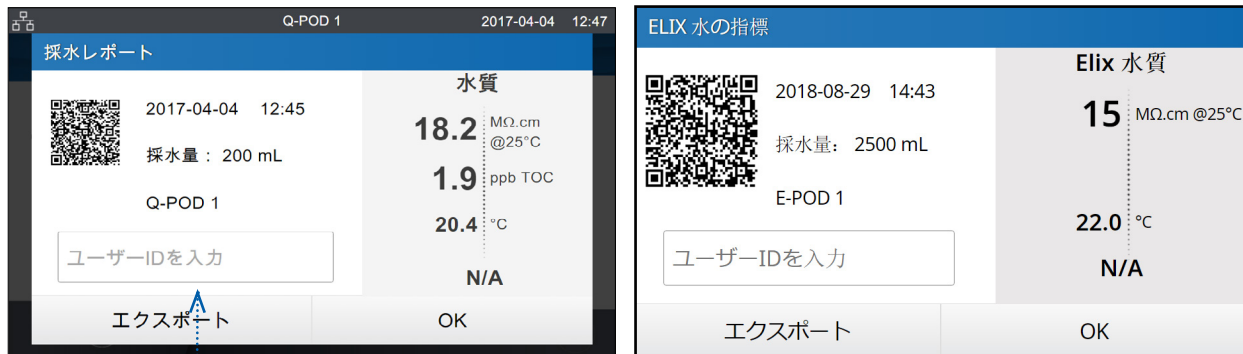 Q-POD 1 2017-04-04 12:47
採水レポート
2017-04-04 12:45
採水量： 200 mL
Q-POD 1
ユーザーIDを入力
水質
18.2 MΩ.cm @25°C
1.9 ppb TOC
20.4 °C
N/A
エクスポート OK
ELIX 水の指標
2018-08-29 14:43
採水量： 2500 mL
E-POD 1
ユーザーIDを入力
Elix 水质
15 MΩ.cm @25°C
22.0 °C
N/A
エクスポート OK